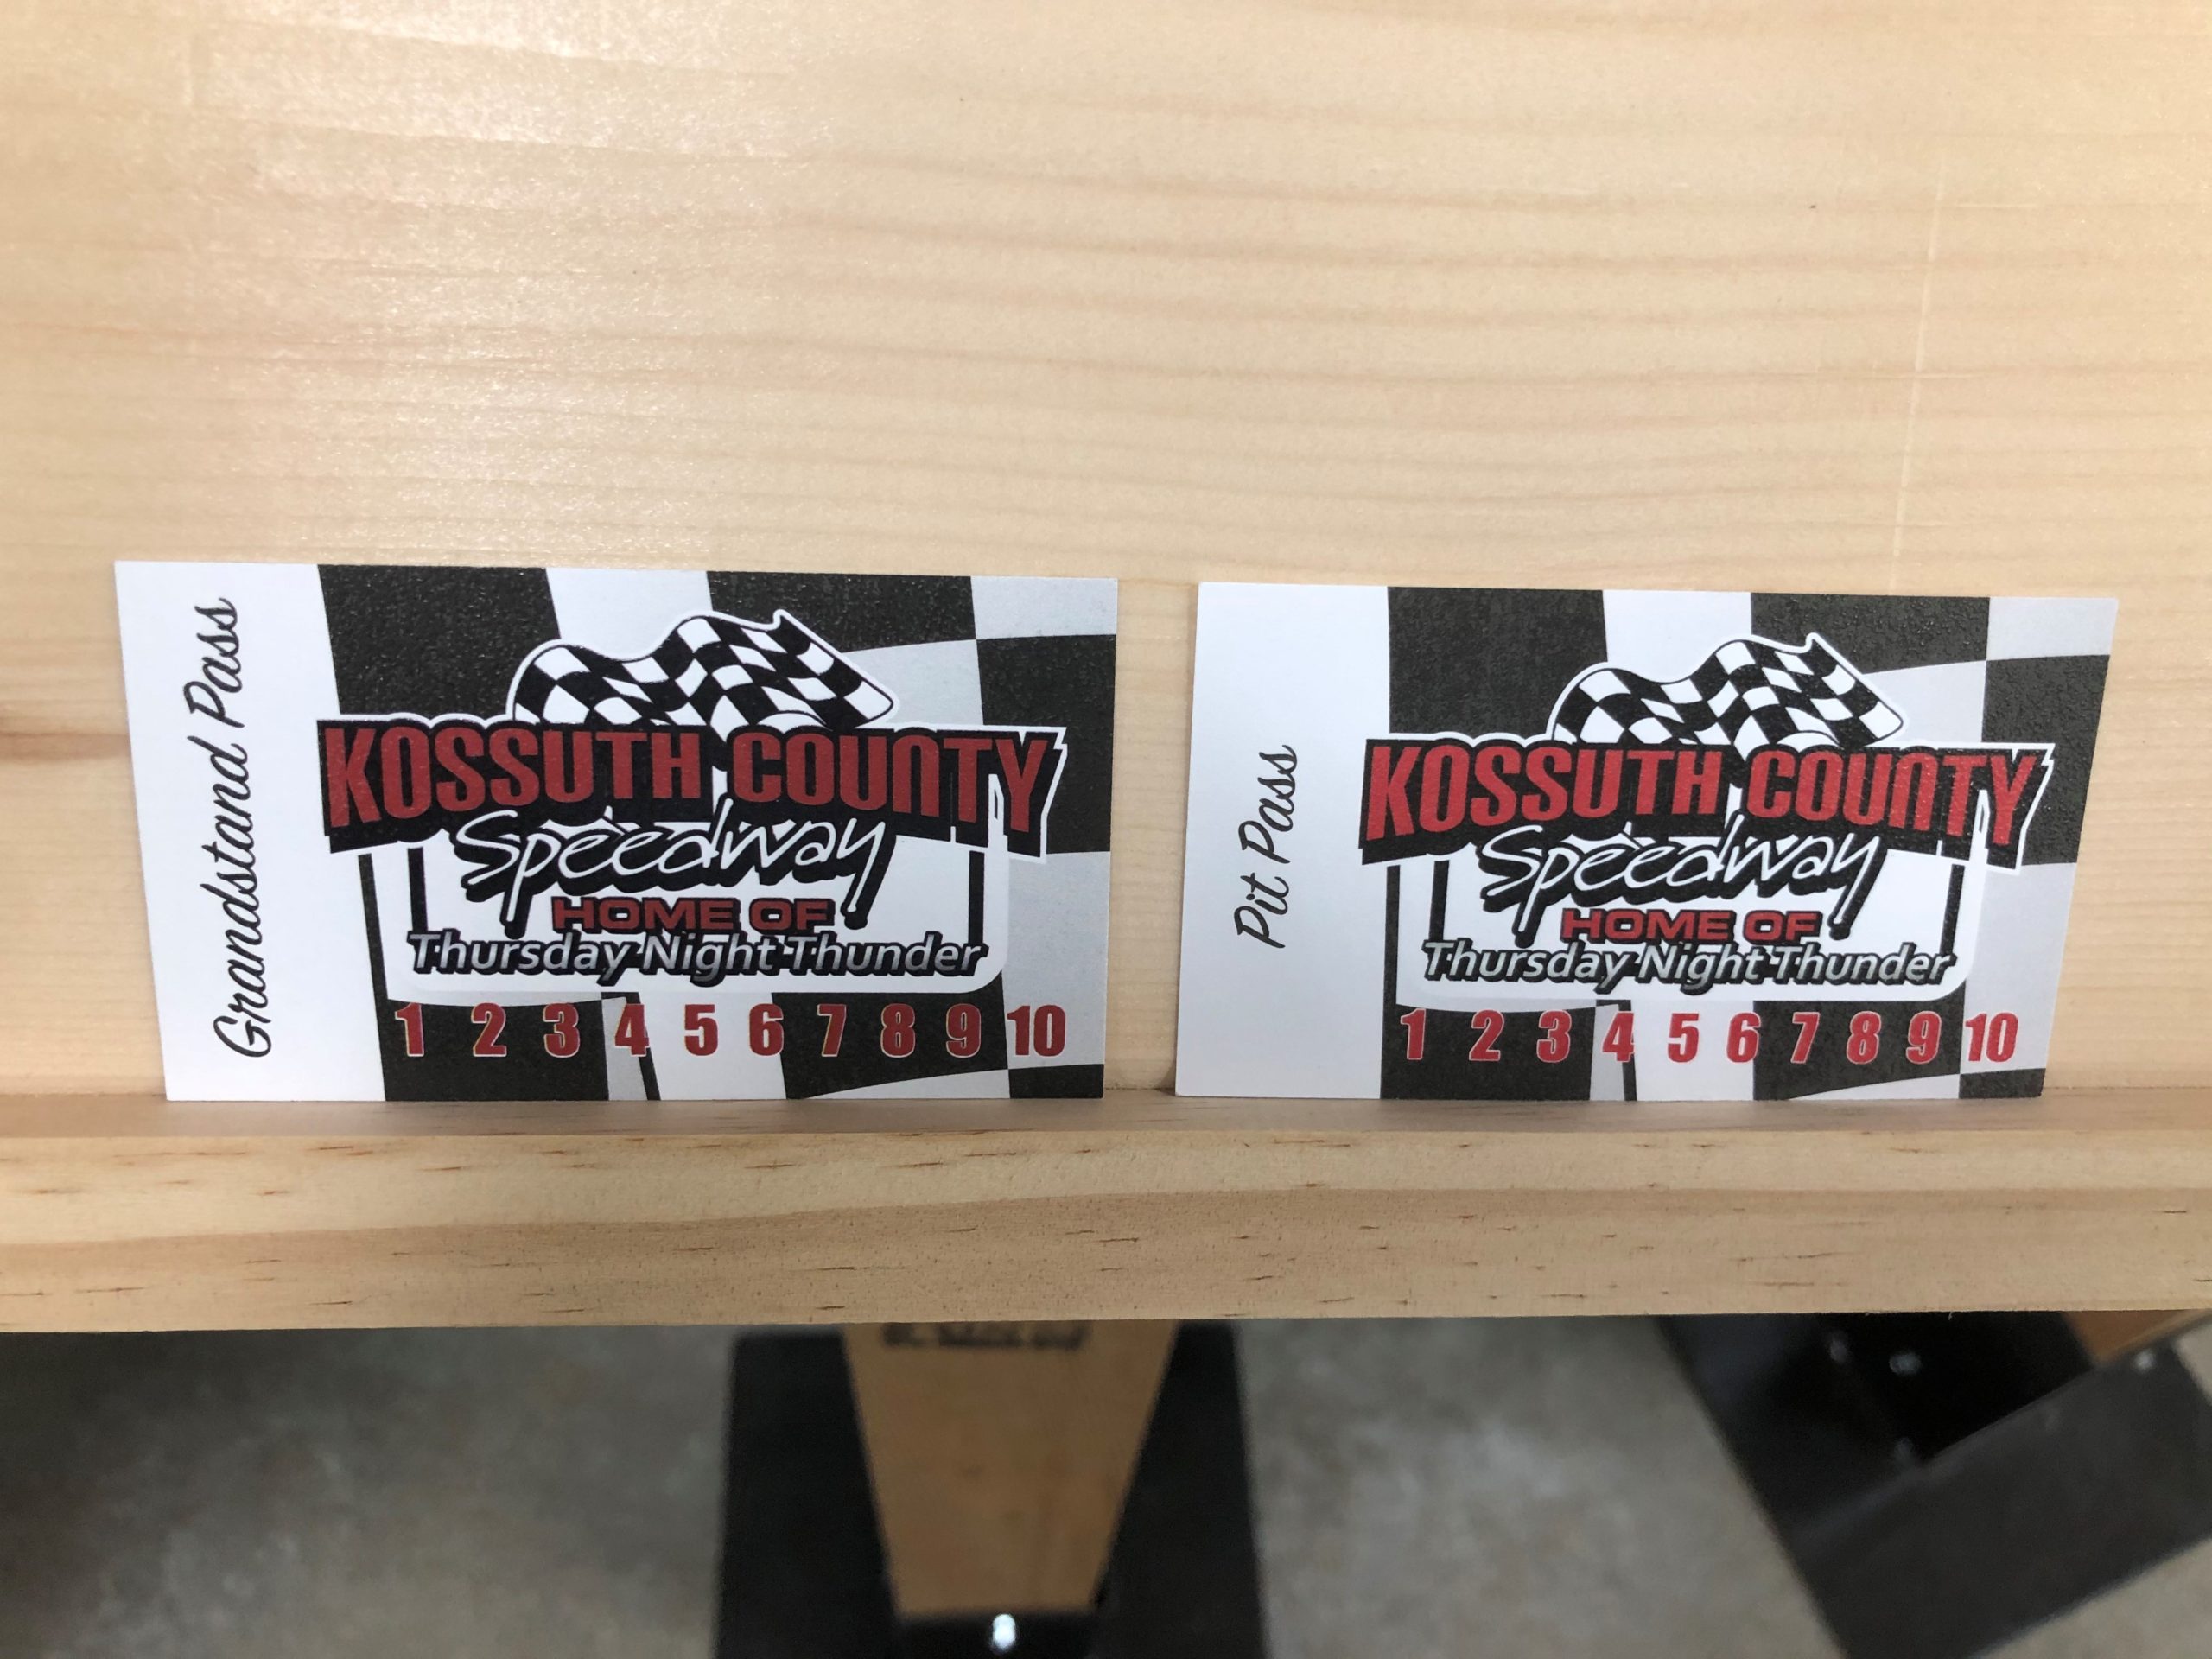 Grandstand Pass
KOSSUTH COUNTY
Speedway
HOME OF
Thursday Night Thunder
1 2 3 4 5 6 7 8 9 10
Pit Pass
KOSSUTH COUNTY
Speedway
HOME OF
Thursday Night Thunder
1 2 3 4 5 6 7 8 9 10